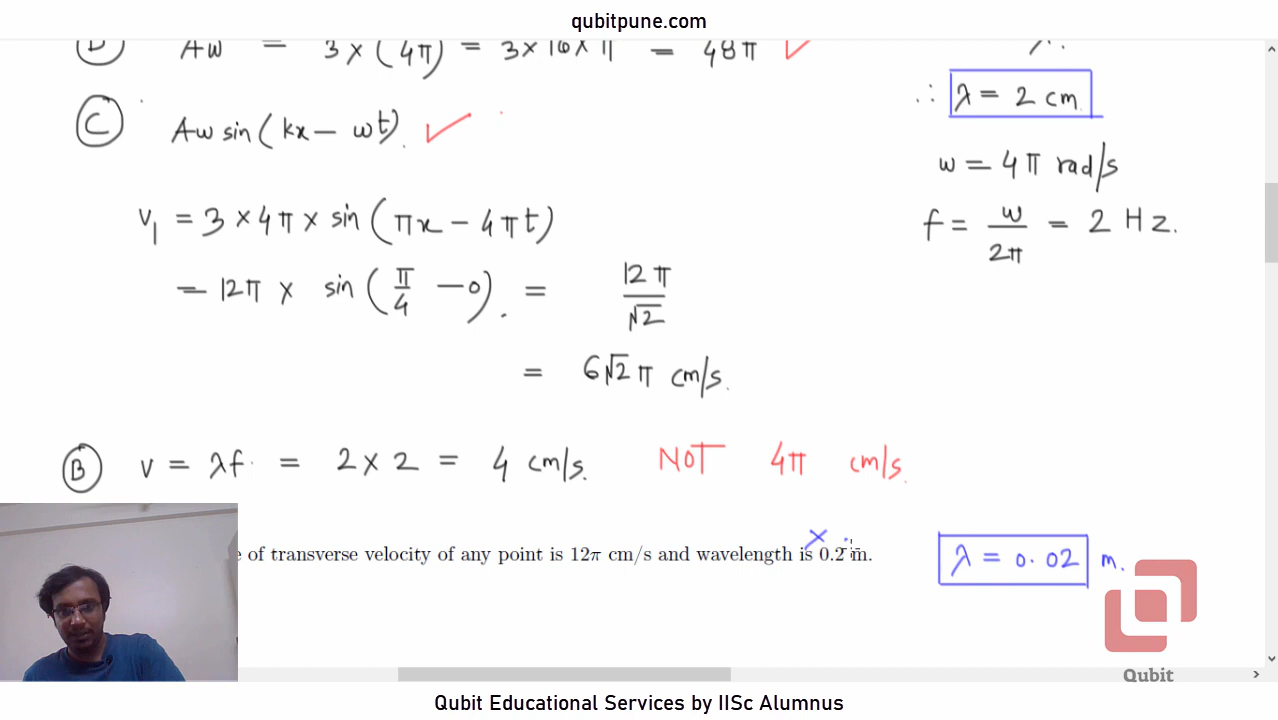 qubitpune.com
Aω = 3 × (4π) = 3×16×π = 48π ✓
λ.
∴ λ = 2 cm
C Aω sin(kx − ωt). ✓
ω = 4π rad/s
v₁ = 3 × 4π × sin(πx − 4πt)
f = ω/2π = 2 Hz.
= 12π × sin(π/4 − 0). = 12π/√2
= 6√2π cm/s.
B v = λf. = 2 × 2 = 4 cm/s. NOT 4π cm/s.
e of transverse velocity of any point is 12π cm/s and wavelength is 0.2 m.
λ = 0.02 m.
Qubit
Qubit Educational Services by IISc Alumnus